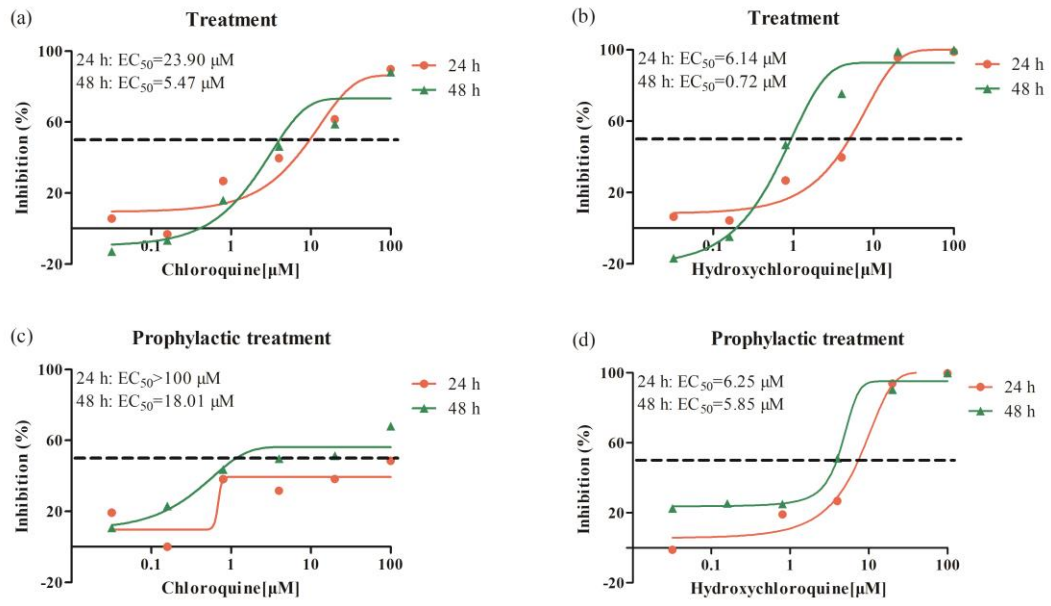 (a)
Treatment
24 h: EC50=23.90 μM
48 h: EC50=5.47 μM
24 h
48 h
100
60
20
-20
Inhibition (%)
0.1 1 10 100
Chloroquine[μM]
(b)
Treatment
24 h: EC50=6.14 μM
48 h: EC50=0.72 μM
24 h
48 h
100
60
20
-20
Inhibition (%)
0.1 1 10 100
Hydroxychloroquine[μM]
(c)
Prophylactic treatment
24 h: EC50>100 μM
48 h: EC50=18.01 μM
24 h
48 h
100
60
20
-20
Inhibition (%)
0.1 1 10 100
Chloroquine[μM]
(d)
Prophylactic treatment
24 h: EC50=6.25 μM
48 h: EC50=5.85 μM
24 h
48 h
100
60
20
-20
Inhibition (%)
0.1 1 10 100
Hydroxychloroquine[μM]